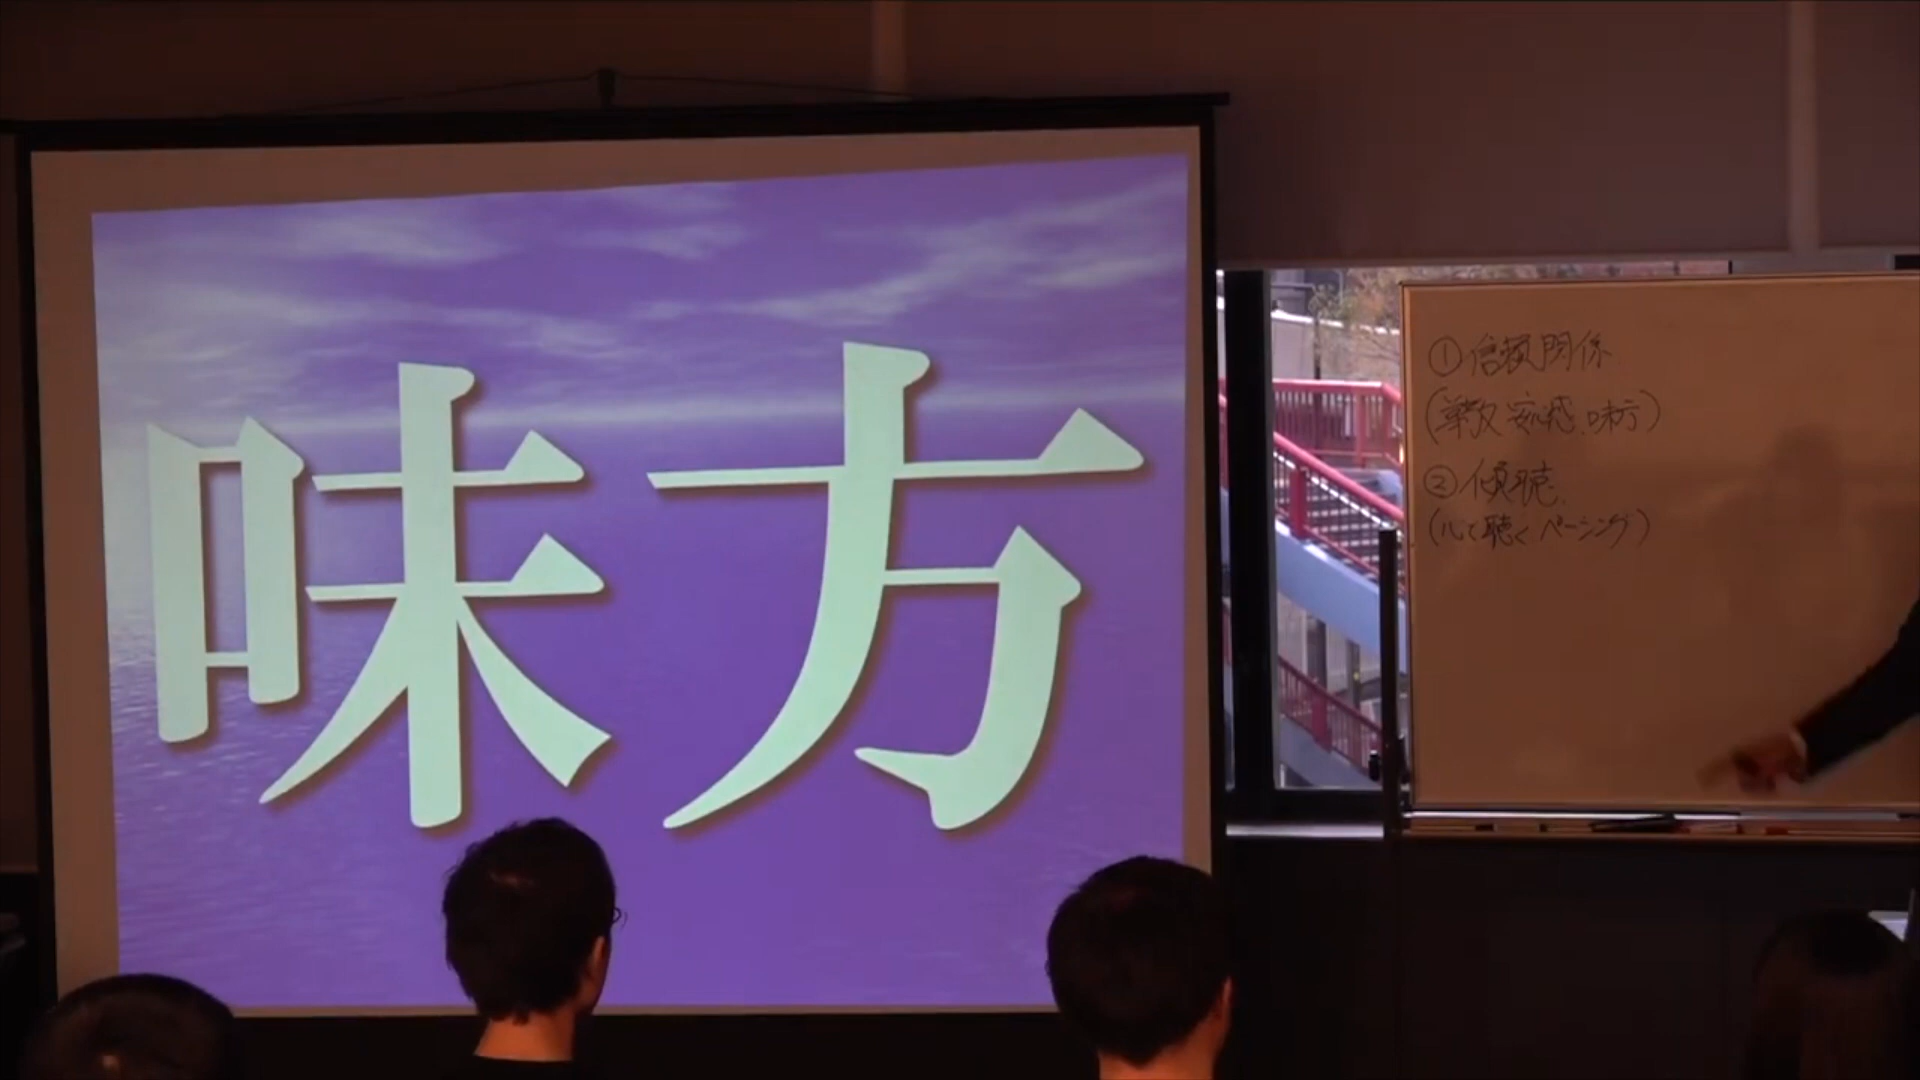 味方
①信頼関係
(尊敬 安心感 味方)
②傾聴
(心で聴く ペーシング)